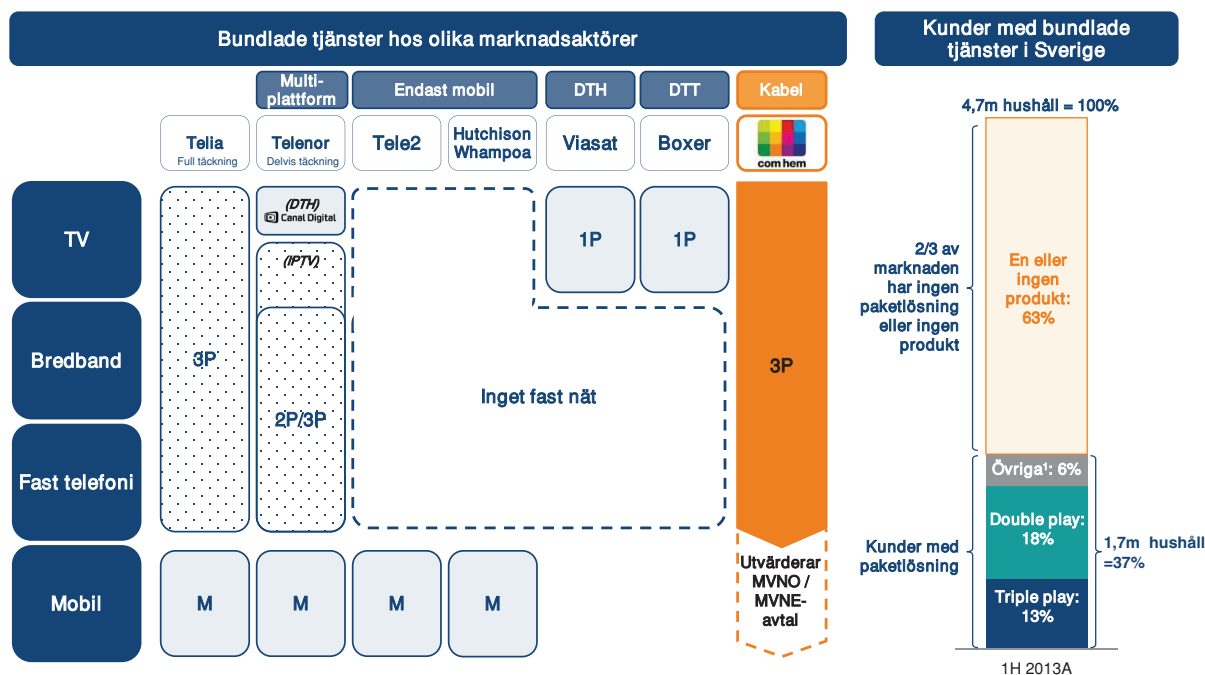 Bundlade tjänster hos olika marknadsaktörer
Multi-
plattform
Endast mobil
DTH
DTT
Kabel
Telia
Full täckning
Telenor
Delvis täckning
Tele2
Hutchison
Whampoa
Viasat
Boxer
com hem
TV
(DTH)
Canal Digital
(IPTV)
1P
1P
Bredband
3P
2P/3P
Inget fast nät
3P
Fast telefoni
Mobil
M
M
M
M
Utvärderar
MVNO /
MVNE-
avtal
Kunder med bundlade
tjänster i Sverige
4,7m hushåll = 100%
2/3 av
marknaden
har ingen
paketlösning
eller ingen
produkt
En eller
ingen
produkt:
63%
Övriga¹: 6%
Double play:
18%
Triple play:
13%
Kunder med
paketlösning
1,7m hushåll
=37%
1H 2013A